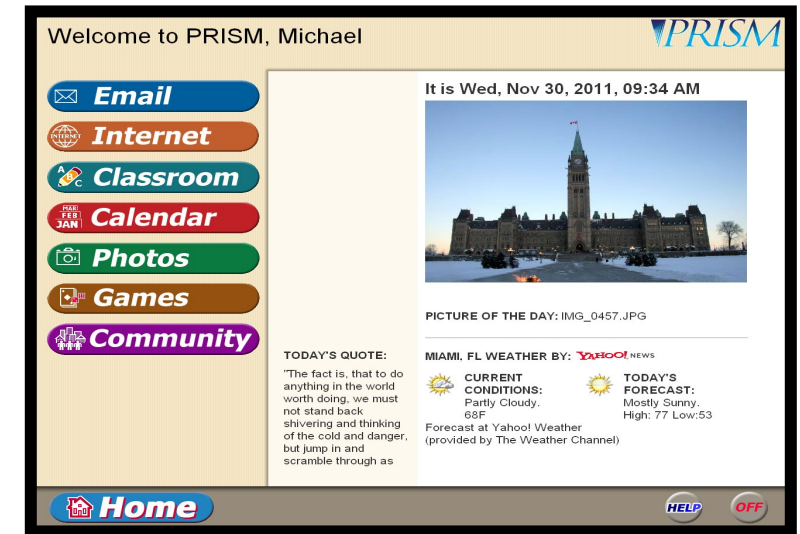 Welcome to PRISM, Michael
PRISM
Email
INTERNET
Internet
A
B
C
Classroom
MAR
FEB
JAN
Calendar
Photos
Games
Community
TODAY'S QUOTE:
"The fact is, that to do
anything in the world
worth doing, we must
not stand back
shivering and thinking
of the cold and danger,
but jump in and
scramble through as
It is Wed, Nov 30, 2011, 09:34 AM
PICTURE OF THE DAY: IMG_0457.JPG
MIAMI, FL WEATHER BY: YAHOO! NEWS
CURRENT
CONDITIONS:
Partly Cloudy.
68F
TODAY'S
FORECAST:
Mostly Sunny.
High: 77 Low:53
Forecast at Yahoo! Weather
(provided by The Weather Channel)
Home
HELP
OFF